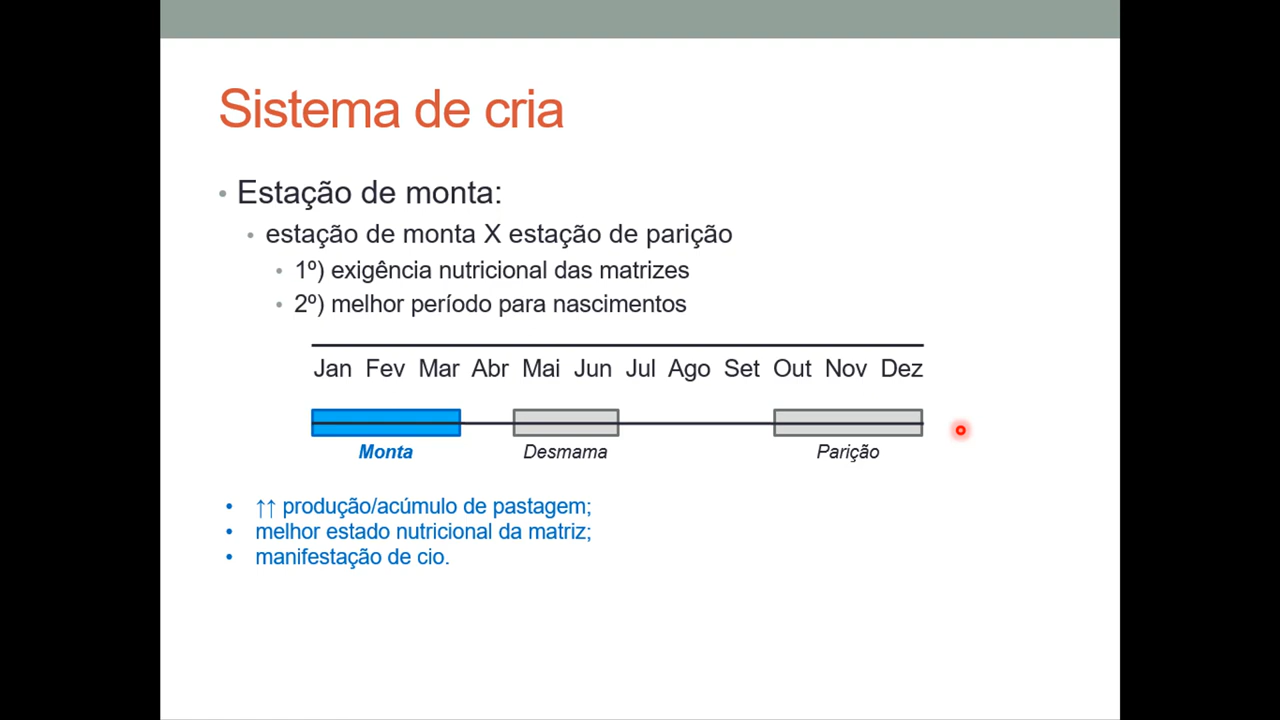 Sistema de cria
• Estação de monta:
• estação de monta X estação de parição
• 1º) exigência nutricional das matrizes
• 2º) melhor período para nascimentos
Jan Fev Mar Abr Mai Jun Jul Ago Set Out Nov Dez
Monta Desmama Parição
• ↑↑ produção/acúmulo de pastagem;
• melhor estado nutricional da matriz;
• manifestação de cio.